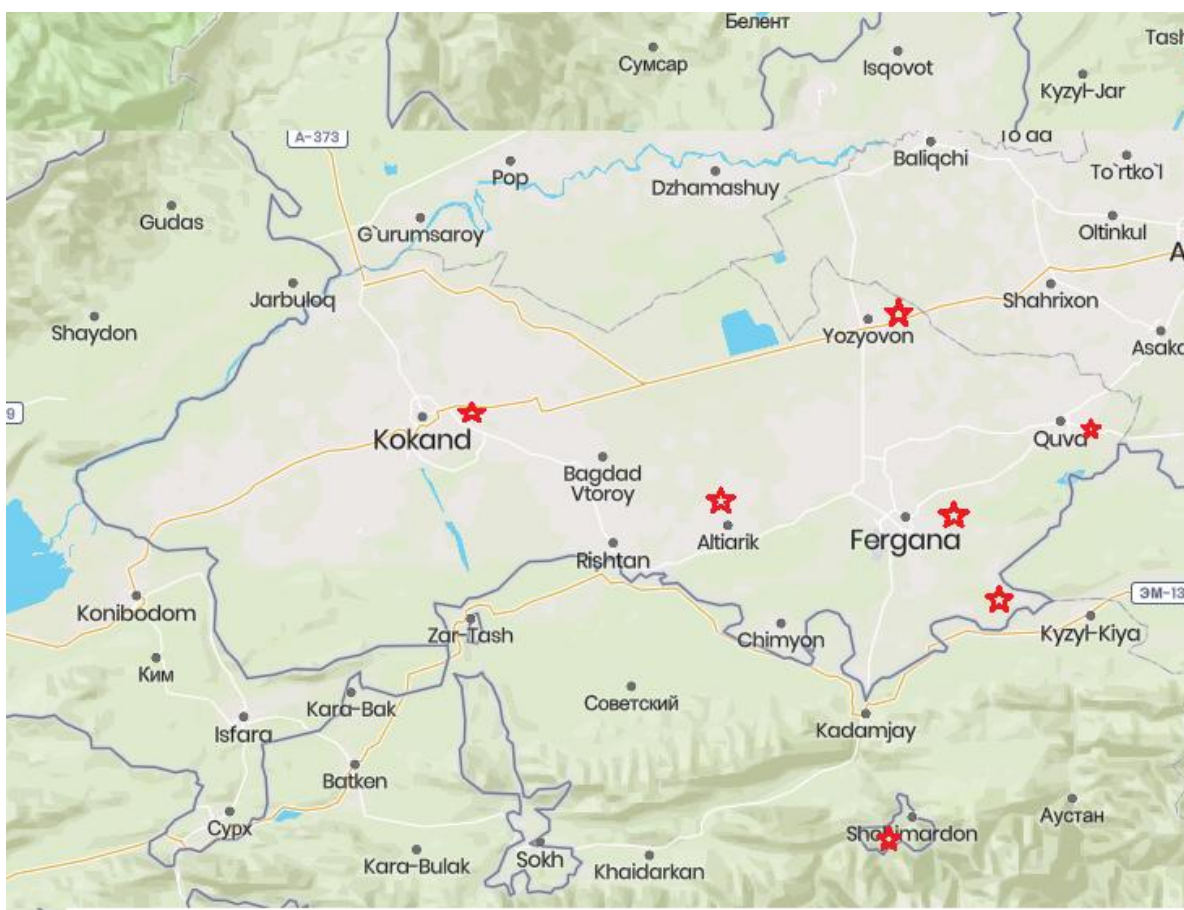 Белент
Сумсар
Isqovot
Tash
Kyzyl-Jar
A-373
Pop
Dzhamashuy
Baliqchi
To`rtko`l
Gudas
G`urumsaroy
Oltinkul
A
Jarbuloq
Shahrixon
Shaydon
Yozyovon
Asaka
9
Kokand
Quva
Bagdad
Vtoroy
Altiarik
Fergana
Rishtan
Konibodom
ЭМ-13
Zar-Tash
Chimyon
Kyzyl-Kiya
Ким
Kara-Bak
Советский
Isfara
Kadamjay
Batken
Сурх
Аустан
Kara-Bulak
Sokh
Khaidarkan